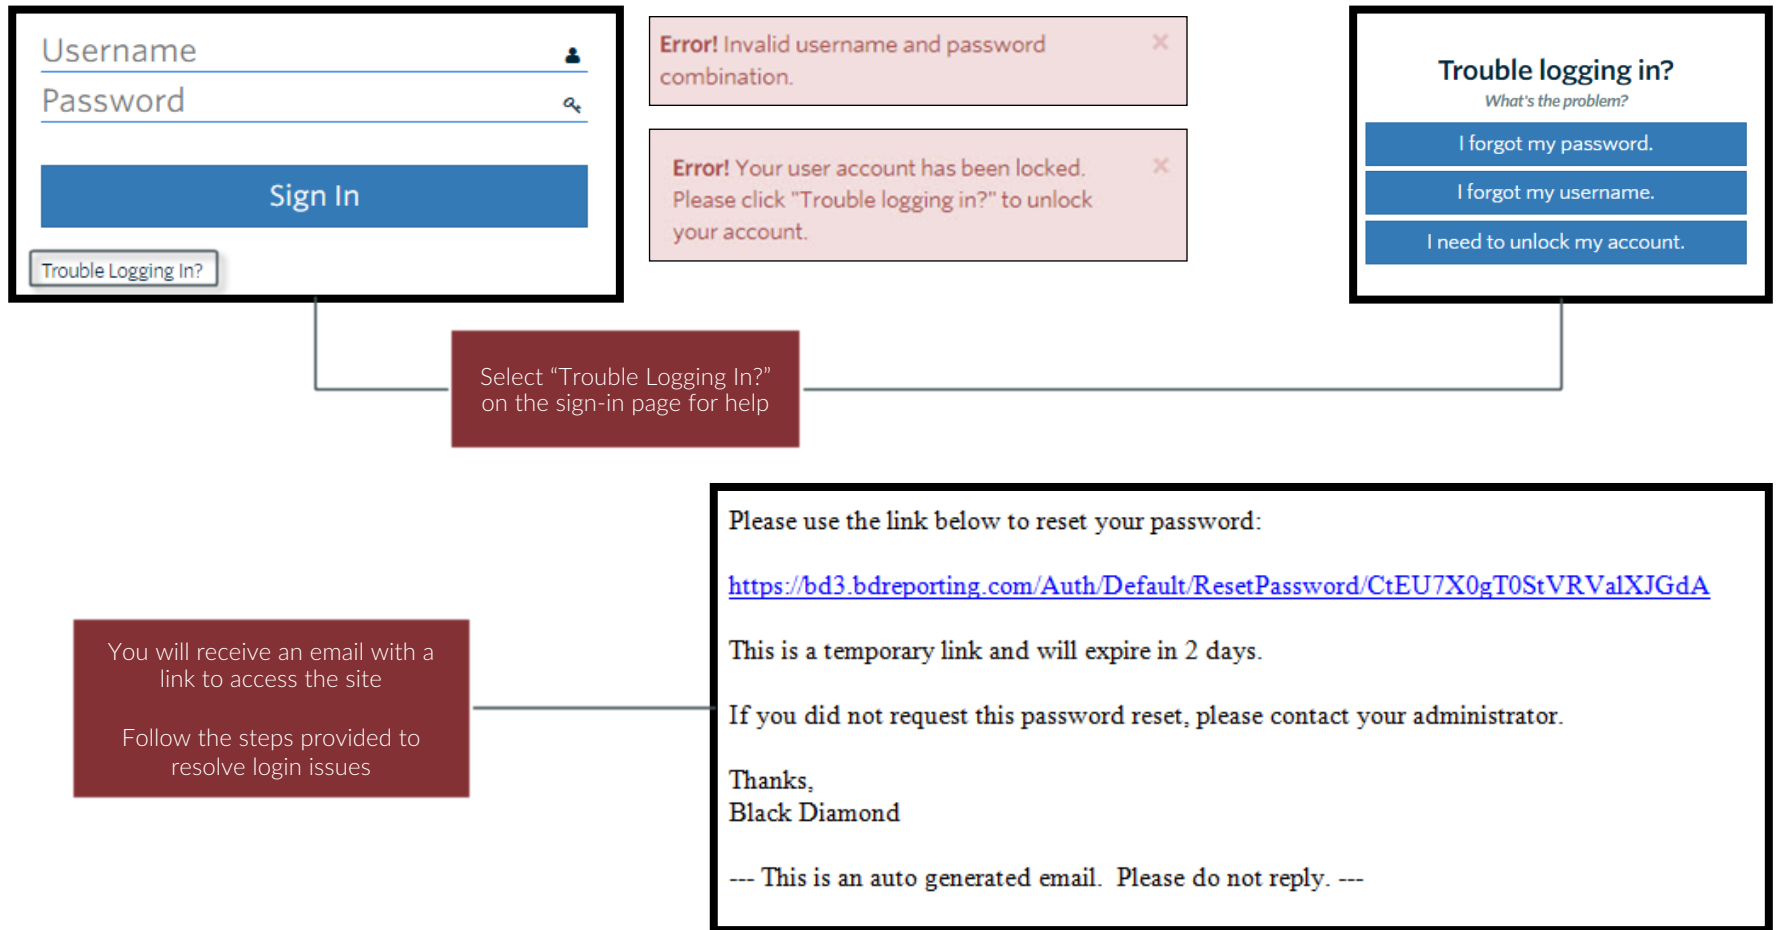 Username
Password
Sign In
Trouble Logging In?
Error! Invalid username and password
combination.
Error! Your user account has been locked.
Please click "Trouble logging in?" to unlock
your account.
Trouble logging in?
What's the problem?
I forgot my password.
I forgot my username.
I need to unlock my account.
Select “Trouble Logging In?”
on the sign-in page for help
You will receive an email with a
link to access the site
Follow the steps provided to
resolve login issues
Please use the link below to reset your password:
https://bd3.bdreporting.com/Auth/Default/ResetPassword/CtEU7X0gT0StVRValXJGdA
This is a temporary link and will expire in 2 days.
If you did not request this password reset, please contact your administrator.
Thanks,
Black Diamond
--- This is an auto generated email.  Please do not reply. ---